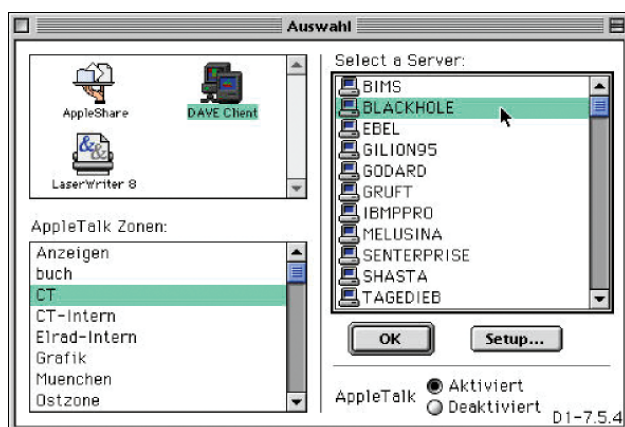 Auswahl
AppleShare
DAVE Client
LaserWriter 8
AppleTalk Zonen:
Anzeigen
buch
CT
CT-Intern
Elrad-Intern
Grafik
Muenchen
Ostzone
Select a Server:
BIMS
BLACKHOLE
EBEL
GILION95
GODARD
GRUFT
IBMPPRO
MELUSINA
SENTERPRISE
SHASTA
TAGEDIEB
OK
Setup...
AppleTalk
Aktiviert
Deaktiviert
D1-7.5.4